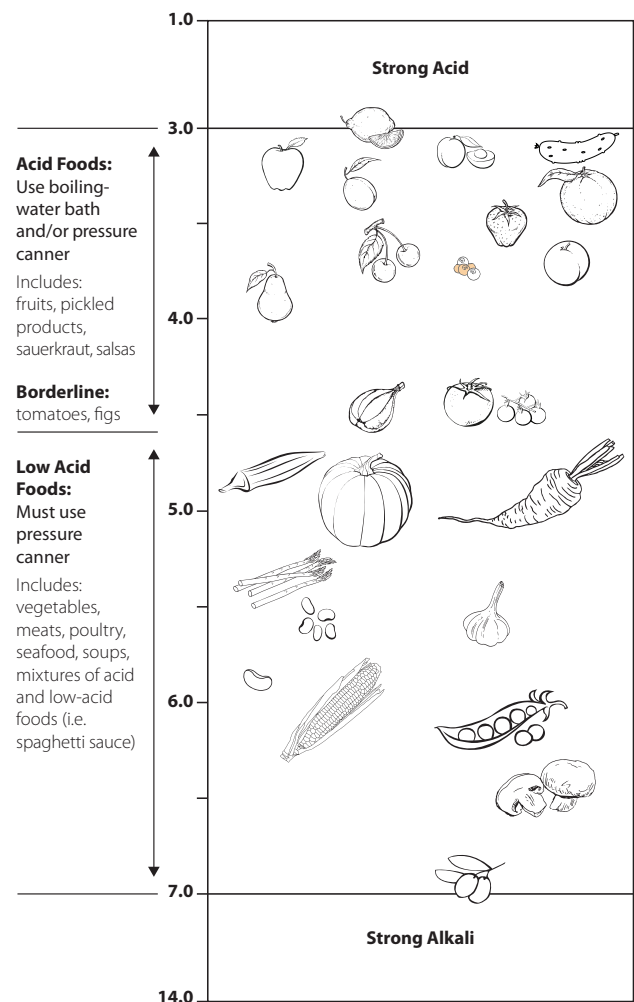 1.0
Strong Acid
3.0
Acid Foods:
Use boiling-
water bath
and/or pressure
canner
Includes:
fruits, pickled
products,
sauerkraut, salsas
4.0
Borderline:
tomatoes, figs
Low Acid
Foods:
Must use
pressure
canner
5.0
Includes:
vegetables,
meats, poultry,
seafood, soups,
mixtures of acid
and low-acid
foods (i.e.
spaghetti sauce)
6.0
7.0
Strong Alkali
14.0